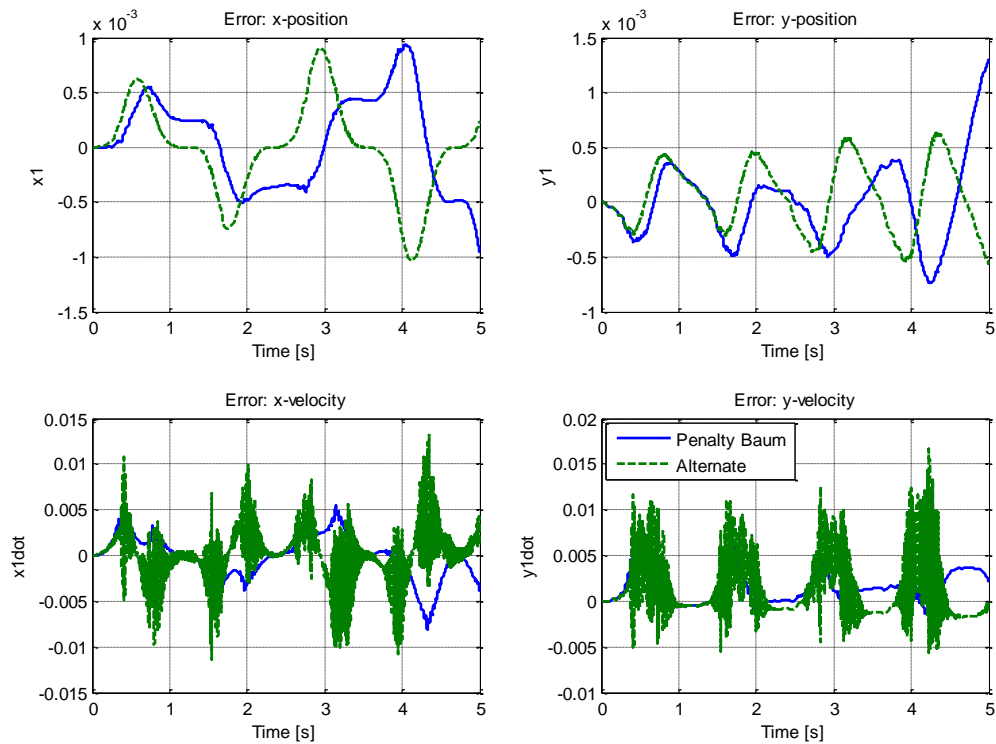 Error: x-position
x 10-3
1
0.5
0
-0.5
-1
-1.5
x1
0 1 2 3 4 5
Time [s]
Error: y-position
x 10-3
1.5
1
0.5
0
-0.5
-1
y1
0 1 2 3 4 5
Time [s]
Error: x-velocity
0.015
0.01
0.005
0
-0.005
-0.01
-0.015
x1dot
0 1 2 3 4 5
Time [s]
Error: y-velocity
Penalty Baum
Alternate
0.02
0.015
0.01
0.005
0
-0.005
-0.01
y1dot
0 1 2 3 4 5
Time [s]